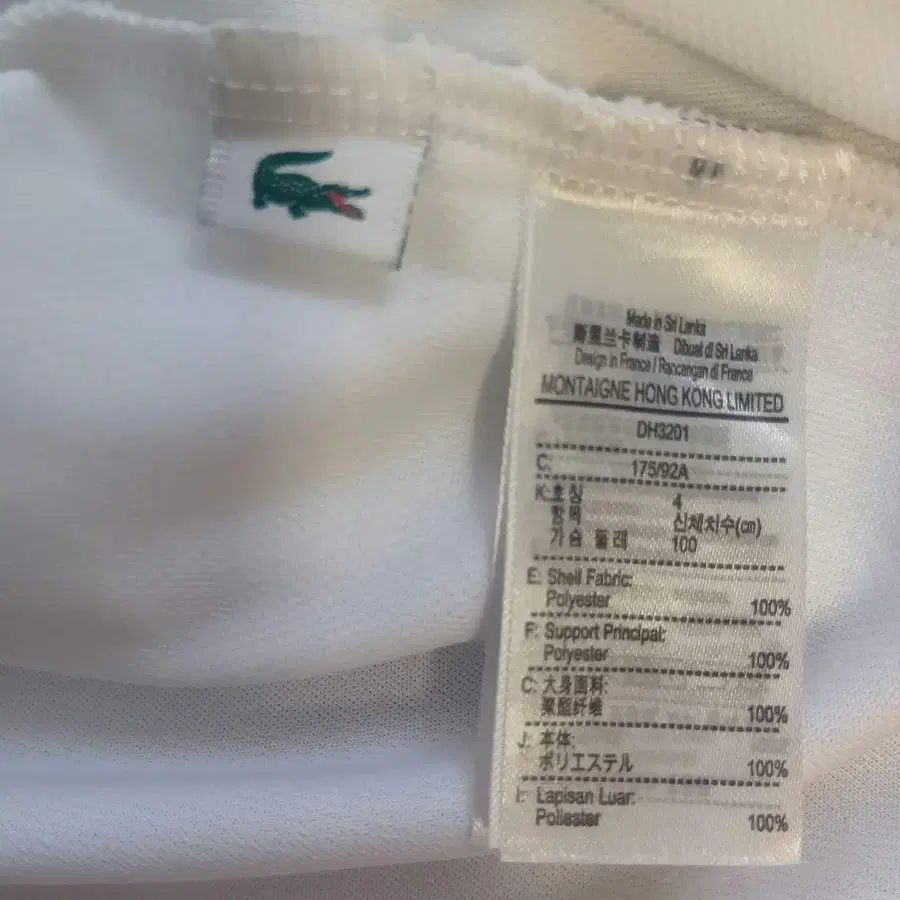 Made in Sri Lanka
斯里兰卡制造 Dibuat di Sri Lanka
Design in France / Rancangan di France
MONTAIGNE HONG KONG LIMITED
DH3201
C: 175/92A
K:호칭 4
항목 신체치수(cm)
가슴 둘레 100
E: Shell Fabric:
Polyester 100%
F: Support Principal:
Polyester 100%
C: 大身面料:
聚酯纤维 100%
J: 本体:
ポリエステル 100%
I: Lapisan Luar:
Poliester 100%